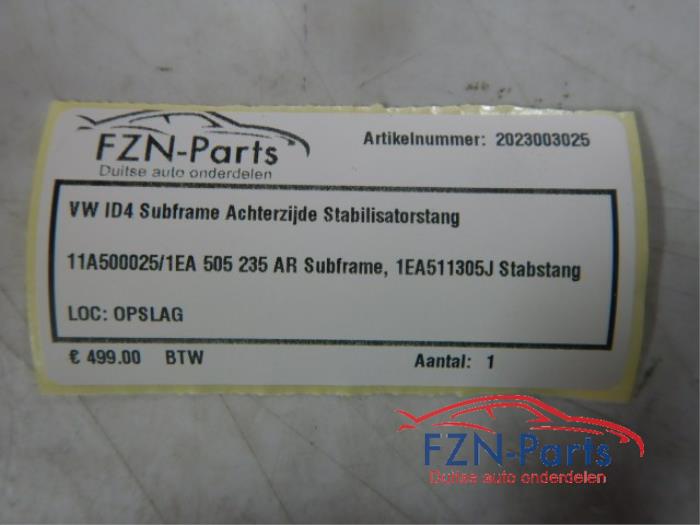 FZN-Parts
Duitse auto onderdelen
Artikelnummer: 2023003025
VW ID4 Subframe Achterzijde Stabilisatorstang
11A500025/1EA 505 235 AR Subframe, 1EA511305J Stabstang
LOC: OPSLAG
€ 499.00 BTW
Aantal: 1
FZN-Parts
Duitse auto onderdelen